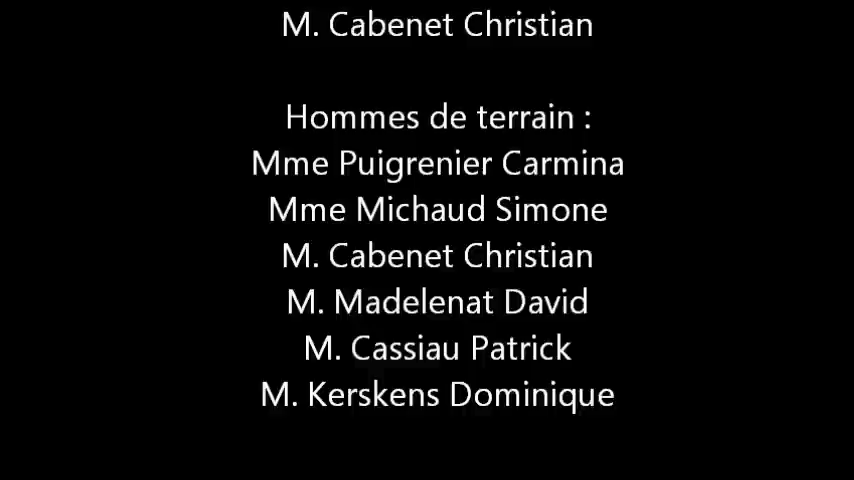 M. Cabenet Christian
Hommes de terrain :
Mme Puigrenier Carmina
Mme Michaud Simone
M. Cabenet Christian
M. Madelenat David
M. Cassiau Patrick
M. Kerskens Dominique